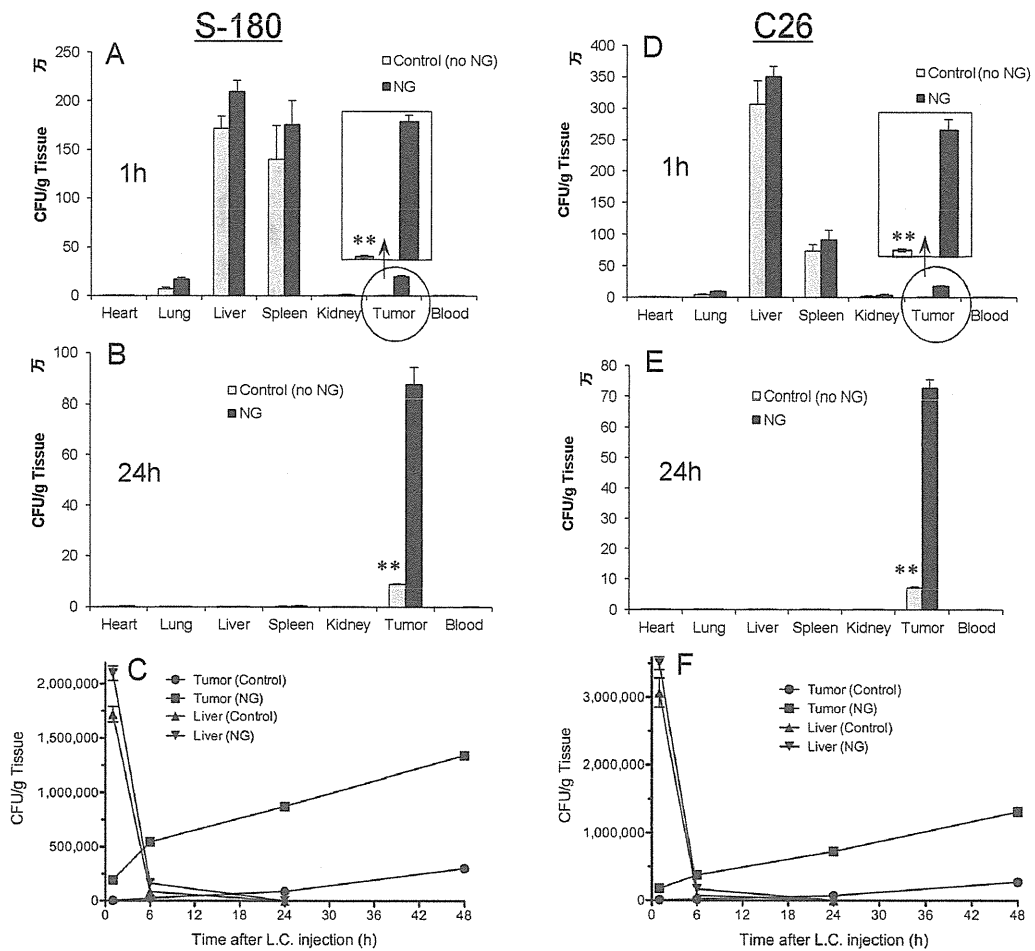 S-180
C26
A
万
CFU/g Tissue
250
200
150
100
50
0
1h
Control (no NG)
NG
**
Heart Lung Liver Spleen Kidney Tumor Blood
D
万
CFU/g Tissue
400
350
300
250
200
150
100
50
0
1h
Control (no NG)
NG
**
Heart Lung Liver Spleen Kidney Tumor Blood
B
万
CFU/g Tissue
100
80
60
40
20
0
24h
Control (no NG)
NG
**
Heart Lung Liver Spleen Kidney Tumor Blood
E
万
CFU/g Tissue
80
70
60
50
40
30
20
10
0
24h
Control (no NG)
NG
**
Heart Lung Liver Spleen Kidney Tumor Blood
C
CFU/g Tissue
2,000,000
1,500,000
1,000,000
500,000
0
Tumor (Control)
Tumor (NG)
Liver (Control)
Liver (NG)
0 6 12 18 24 30 36 42 48
Time after L.C. injection (h)
F
CFU/g Tissue
3,000,000
2,000,000
1,000,000
0
Tumor (Control)
Tumor (NG)
Liver (Control)
Liver (NG)
0 6 12 18 24 30 36 42 48
Time after L.C. injection (h)